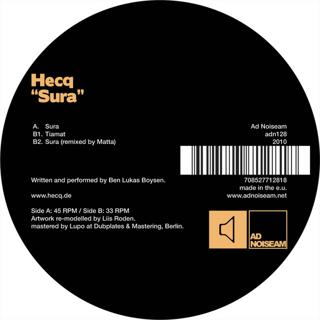 Hecq
“Sura”
A. Sura
B1. Tiamat
B2. Sura (remixed by Matta)
Ad Noiseam
adn128
2010
Written and performed by Ben Lukas Boysen.
708527712818
made in the e.u.
www.hecq.de
www.adnoiseam.net
Side A: 45 RPM / Side B: 33 RPM
Artwork re-modelled by Liis Roden.
mastered by Lupo at Dubplates & Mastering, Berlin.
AD
NOISEAM